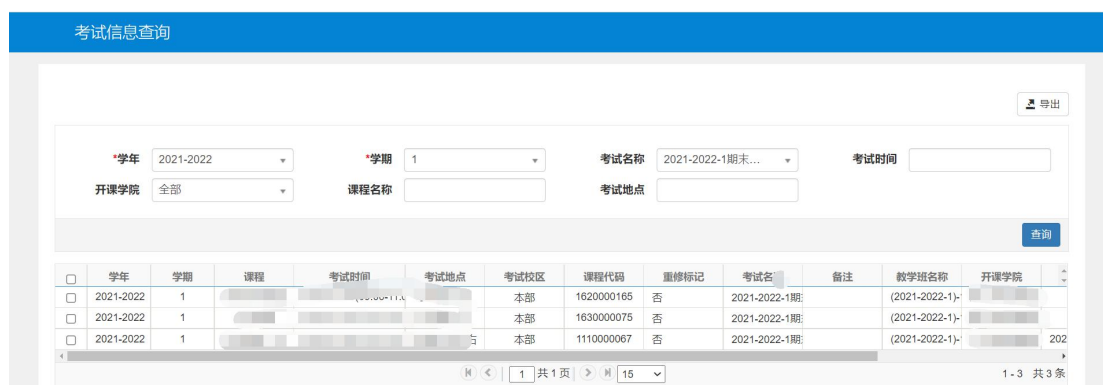 考试信息查询
导出
*学年 2021-2022 *学期 1 考试名称 2021-2022-1期末... 考试时间
开课学院 全部 课程名称 考试地点
查询
学年 学期 课程 考试时间 考试地点 考试校区 课程代码 重修标记 考试名 备注 教学班名称 开课学院
2021-2022 1 本部 1620000165 否 2021-2022-1期 (2021-2022-1)-
2021-2022 1 本部 1630000075 否 2021-2022-1期 (2021-2022-1)-
2021-2022 1 本部 1110000067 否 2021-2022-1期 (2021-2022-1)- 202
1 共1页 15 1-3 共3条